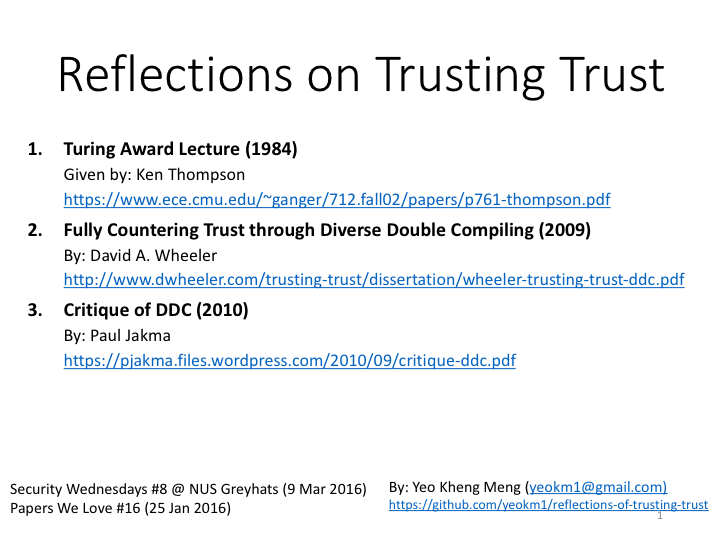 Reflections on Trusting Trust
1. Turing Award Lecture (1984)
Given by: Ken Thompson
https://www.ece.cmu.edu/~ganger/712.fall02/papers/p761-thompson.pdf
2. Fully Countering Trust through Diverse Double Compiling (2009)
By: David A. Wheeler
http://www.dwheeler.com/trusting-trust/dissertation/wheeler-trusting-trust-ddc.pdf
3. Critique of DDC (2010)
By: Paul Jakma
https://pjakma.files.wordpress.com/2010/09/critique-ddc.pdf
Security Wednesdays #8 @ NUS Greyhats (9 Mar 2016)
Papers We Love #16 (25 Jan 2016)
By: Yeo Kheng Meng (yeokm1@gmail.com)
https://github.com/yeokm1/reflections-of-trusting-trust
1